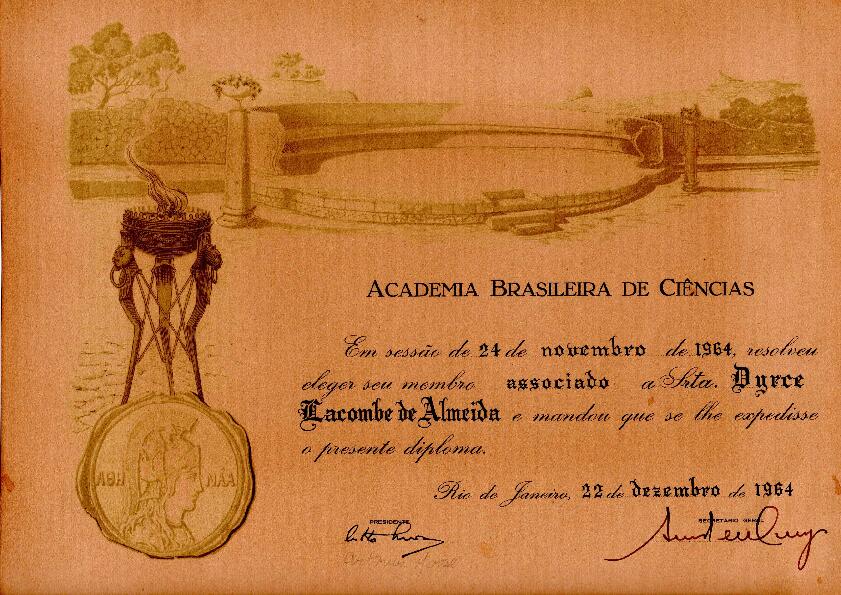 ACADEMIA BRASILEIRA DE CIÊNCIAS
Em sessão de 24 de novembro de 1964, resolveu
eleger seu membro associado a Srta. Dyrce
Lacombe de Almeida e mandou que se lhe expedisse
o presente diploma.
Rio de Janeiro, 22 de dezembro de 1964
PRESIDENTE
SECRETÁRIO GERAL
ΑΘΗ ΝΑΑ